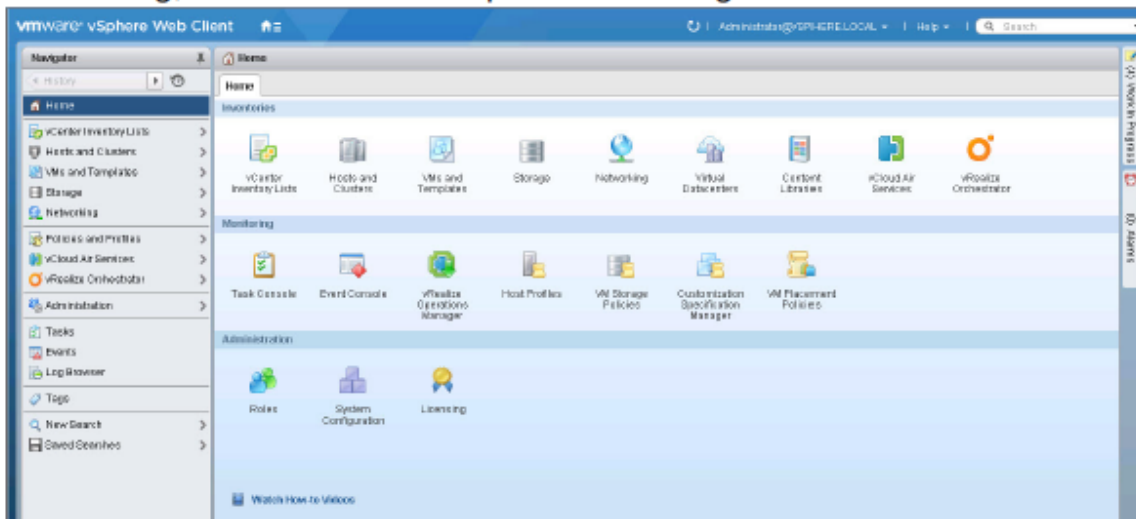 vmware vSphere Web Client
Administrator@VSPHERE.LOCAL
Help
Search
Navigator
Home
History
Home
Home
Inventories
vCenter Inventory Lists
Hosts and Clusters
VMs and Templates
Storage
Networking
Policies and Profiles
vCloud Air Services
vRealize Orchestrator
Administration
Tasks
Events
Log Browser
Tags
New Search
Saved Searches
vCenter
Inventory Lists
Hosts and
Clusters
VMs and
Templates
Storage
Networking
Virtual
Datacenters
Content
Libraries
vCloud Air
Services
vRealize
Orchestrator
Monitoring
Task Console
Event Console
vRealize
Operations
Manager
Host Profiles
VM Storage
Policies
Customization
Specification
Manager
VM Placement
Policies
Administration
Roles
System
Configuration
Licensing
Watch How-to Videos
Work In Progress
Alarms